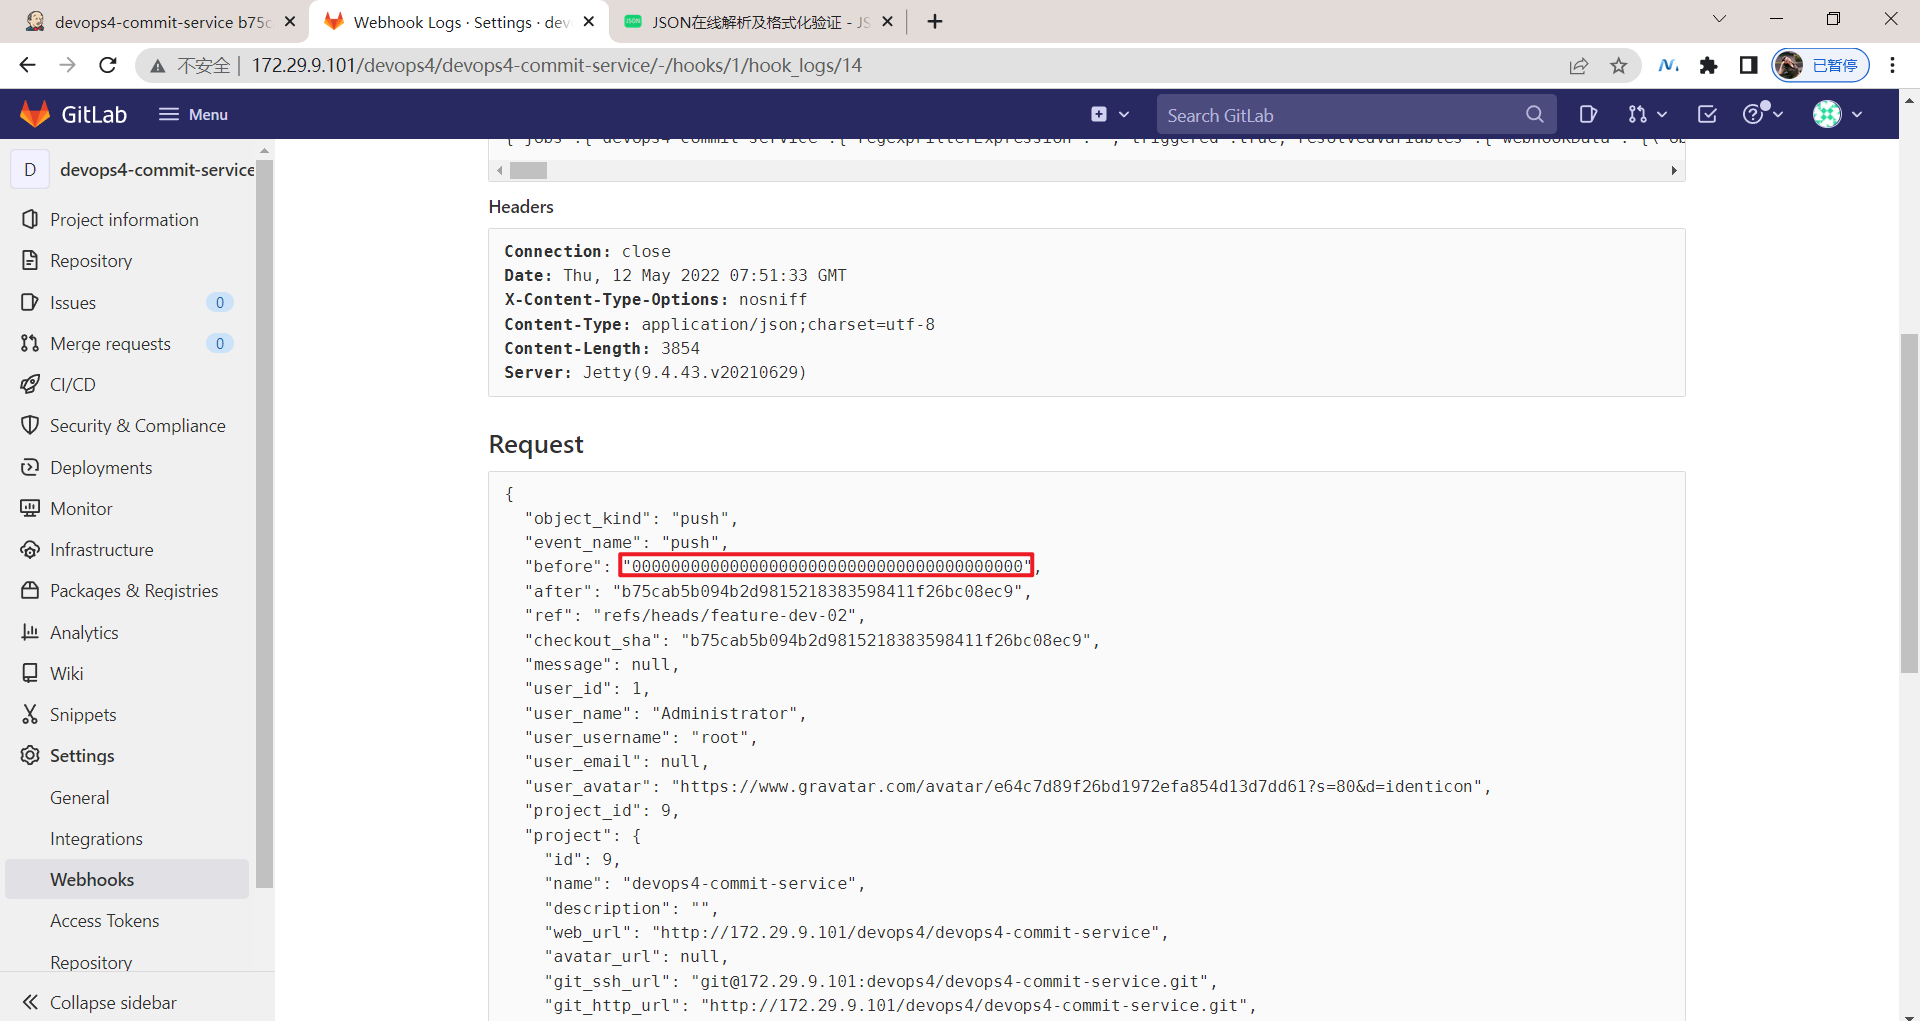 devops4-commit-service b75c
Webhook Logs · Settings · dev
JSON在线解析及格式化验证 - JS
不安全
172.29.9.101/devops4/devops4-commit-service/-/hooks/1/hook_logs/14
已暂停
GitLab
Menu
Search GitLab
D
devops4-commit-service
Project information
Repository
Issues 0
Merge requests 0
CI/CD
Security & Compliance
Deployments
Monitor
Infrastructure
Packages & Registries
Analytics
Wiki
Snippets
Settings
General
Integrations
Webhooks
Access Tokens
Repository
Collapse sidebar
Headers
Connection: close
Date: Thu, 12 May 2022 07:51:33 GMT
X-Content-Type-Options: nosniff
Content-Type: application/json;charset=utf-8
Content-Length: 3854
Server: Jetty(9.4.43.v20210629)
Request
{
"object_kind": "push",
"event_name": "push",
"before": "0000000000000000000000000000000000000000",
"after": "b75cab5b094b2d9815218383598411f26bc08ec9",
"ref": "refs/heads/feature-dev-02",
"checkout_sha": "b75cab5b094b2d9815218383598411f26bc08ec9",
"message": null,
"user_id": 1,
"user_name": "Administrator",
"user_username": "root",
"user_email": null,
"user_avatar": "https://www.gravatar.com/avatar/e64c7d89f26bd1972efa854d13d7dd61?s=80&d=identicon",
"project_id": 9,
"project": {
"id": 9,
"name": "devops4-commit-service",
"description": "",
"web_url": "http://172.29.9.101/devops4/devops4-commit-service",
"avatar_url": null,
"git_ssh_url": "git@172.29.9.101:devops4/devops4-commit-service.git",
"git_http_url": "http://172.29.9.101/devops4/devops4-commit-service.git",